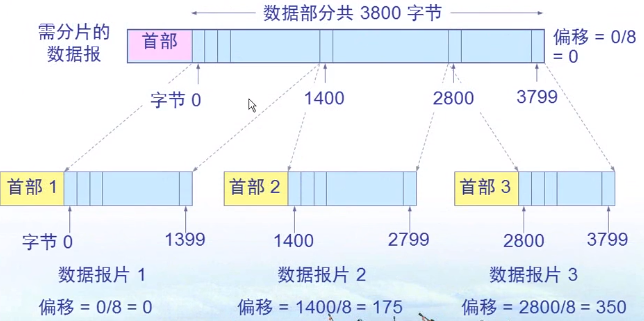 数据部分共 3800 字节
需分片的
数据报
首部
偏移 = 0/8
= 0
字节 0
1400
2800
3799
首部 1
首部 2
首部 3
字节 0
1399
1400
2799
2800
3799
数据报片 1
数据报片 2
数据报片 3
偏移 = 0/8 = 0
偏移 = 1400/8 = 175
偏移 = 2800/8 = 350